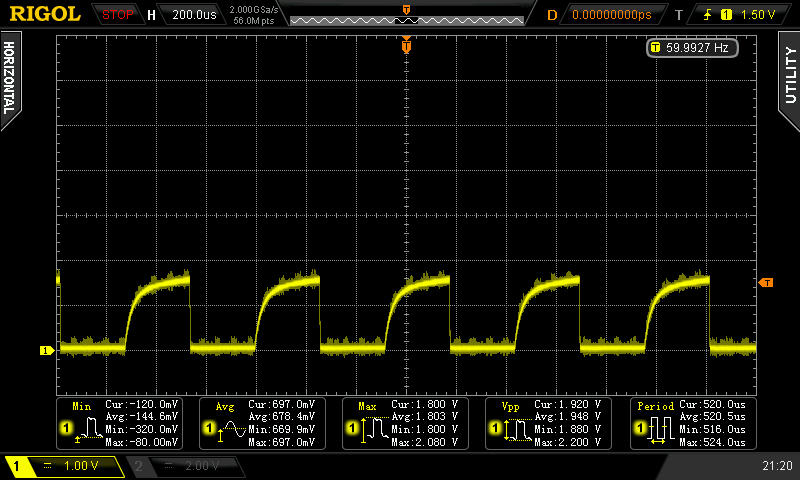 RIGOL STOP H 200.0us 2.000GSa/s D 0.00000000ps T 1 1.50 V
56.0M pts
T
T 59.9927 Hz
HORIZONTAL
UTILITY
T
1
Min Cur:-120.0mV Avg Cur:697.0mV Max Cur:1.800 V Vpp Cur:1.920 V Period Cur:520.0us
Avg:-144.6mV Avg:678.4mV Avg:1.803 V Avg:1.948 V Avg:520.5us
1 Min:-320.0mV 1 Min:669.9mV 1 Min:1.800 V 1 Min:1.880 V 1 Min:516.0us
Max:-80.00mV Max:697.0mV Max:2.080 V Max:2.200 V Max:524.0us
1 1.00 V 2 2.00 V 21:20